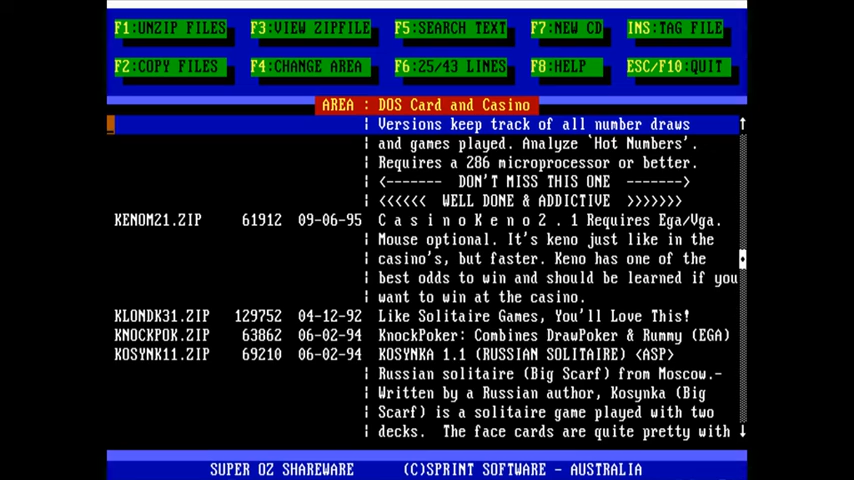 F1:UNZIP FILES F3:VIEW ZIPFILE F5:SEARCH TEXT F7:NEW CD INS:TAG FILE
F2:COPY FILES F4:CHANGE AREA F6:25/43 LINES F8:HELP ESC/F10:QUIT
AREA : DOS Card and Casino
| Versions keep track of all number draws
| and games played. Analyze `Hot Numbers'.
| Requires a 286 microprocessor or better.
| <------- DON'T MISS THIS ONE ------->
| <<<<<< WELL DONE & ADDICTIVE >>>>>>>
KENOM21.ZIP 61912 09-06-95 C a s i n o K e n o 2 . 1 Requires Ega/Vga.
| Mouse optional. It's keno just like in the
| casino's, but faster. Keno has one of the
| best odds to win and should be learned if you
| want to win at the casino.
KLONDK31.ZIP 129752 04-12-92 Like Solitaire Games, You'll Love This!
KNOCKPOK.ZIP 63862 06-02-94 KnockPoker: Combines DrawPoker & Rummy (EGA)
KOSYNK11.ZIP 69210 06-02-94 KOSYNKA 1.1 (RUSSIAN SOLITAIRE) <ASP>
| Russian solitaire (Big Scarf) from Moscow.-
| Written by a Russian author, Kosynka (Big
| Scarf) is a solitaire game played with two
| decks. The face cards are quite pretty with
SUPER OZ SHAREWARE (C)SPRINT SOFTWARE - AUSTRALIA